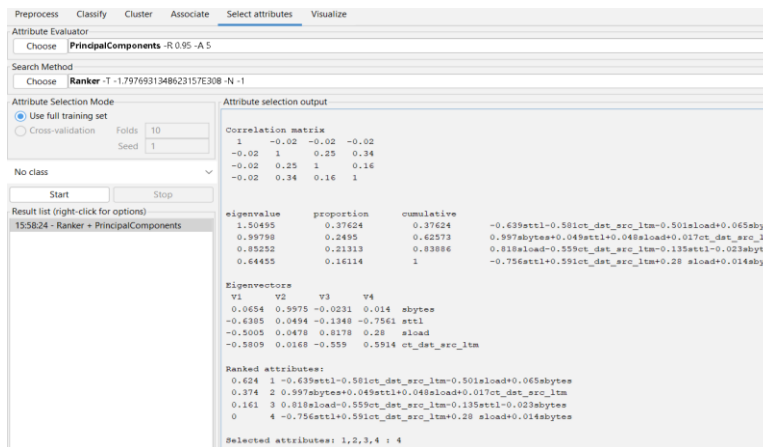 Preprocess Classify Cluster Associate Select attributes Visualize
Attribute Evaluator
Choose PrincipalComponents -R 0.95 -A 5
Search Method
Choose Ranker -T -1.7976931348623157E308 -N -1
Attribute Selection Mode
Use full training set
Cross-validation Folds 10
Seed 1
No class
Start Stop
Result list (right-click for options)
15:58:24 - Ranker + PrincipalComponents
Attribute selection output
Correlation matrix
1 -0.02 -0.02 -0.02
-0.02 1 0.25 0.34
-0.02 0.25 1 0.16
-0.02 0.34 0.16 1
eigenvalue proportion cumulative
1.50495 0.37624 0.37624 -0.639sttl-0.581ct_dst_src_ltm-0.501sload+0.065sby
0.99798 0.2495 0.62573 0.997sbytes+0.049sttl+0.048sload+0.017ct_dst_src_l
0.85252 0.21313 0.83886 0.818sload-0.559ct_dst_src_ltm-0.135sttl-0.023sby
0.64455 0.16114 1 -0.756sttl+0.591ct_dst_src_ltm+0.28 sload+0.014sby
Eigenvectors
V1 V2 V3 V4
0.0654 0.9975 -0.0231 0.014 sbytes
-0.6385 0.0494 -0.1348 -0.7561 sttl
-0.5005 0.0478 0.8178 0.28 sload
-0.5809 0.0168 -0.559 0.5914 ct_dst_src_ltm
Ranked attributes:
0.624 1 -0.639sttl-0.581ct_dst_src_ltm-0.501sload+0.065sbytes
0.374 2 0.997sbytes+0.049sttl+0.048sload+0.017ct_dst_src_ltm
0.161 3 0.818sload-0.559ct_dst_src_ltm-0.135sttl-0.023sbytes
0 4 -0.756sttl+0.591ct_dst_src_ltm+0.28 sload+0.014sbytes
Selected attributes: 1,2,3,4 : 4